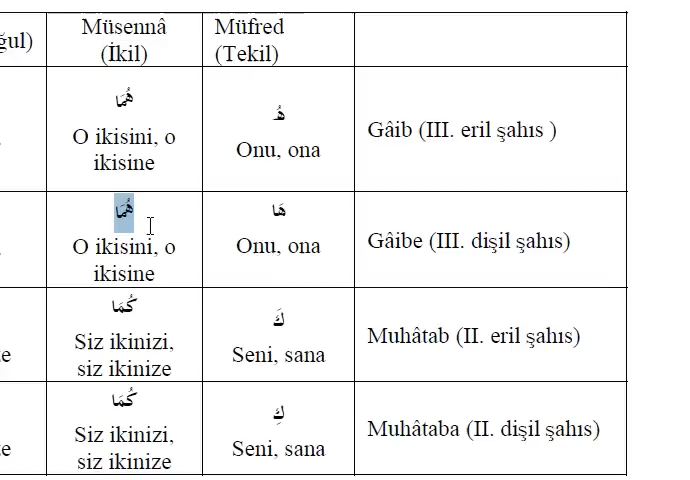 ğul)
Müsennâ
(İkil)
Müfred
(Tekil)
هُمَا
O ikisini, o
ikisine
هُ
Onu, ona
Gâib (III. eril şahıs )
هُمَا
O ikisini, o
ikisine
هَا
Onu, ona
Gâibe (III. dişil şahıs)
كُمَا
Siz ikinizi,
siz ikinize
كَ
Seni, sana
Muhâtab (II. eril şahıs)
كُمَا
Siz ikinizi,
siz ikinize
كِ
Seni, sana
Muhâtaba (II. dişil şahıs)